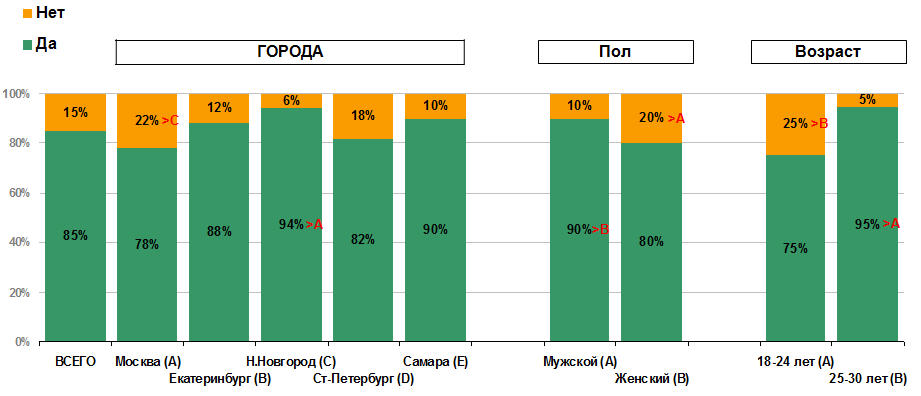 Нет
Да
ГОРОДА
Пол
Возраст
100%
80%
60%
40%
20%
0%
15%
22% >C
12%
6%
18%
10%
10%
20% >A
25% >B
5%
85%
78%
88%
94% >A
82%
90%
90% >B
80%
75%
95% >A
ВСЕГО
Москва (A)
Екатеринбург (B)
Н.Новгород (C)
Ст-Петербург (D)
Самара (E)
Мужской (A)
Женский (B)
18-24 лет (A)
25-30 лет (B)